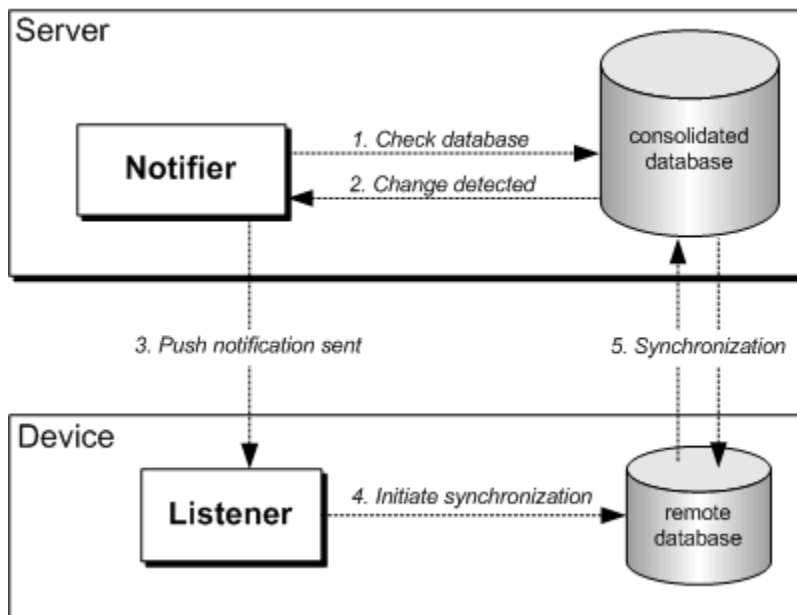 Server
Notifier
1. Check database
2. Change detected
consolidated
database
3. Push notification sent
5. Synchronization
Device
Listener
4. Initiate synchronization
remote
database